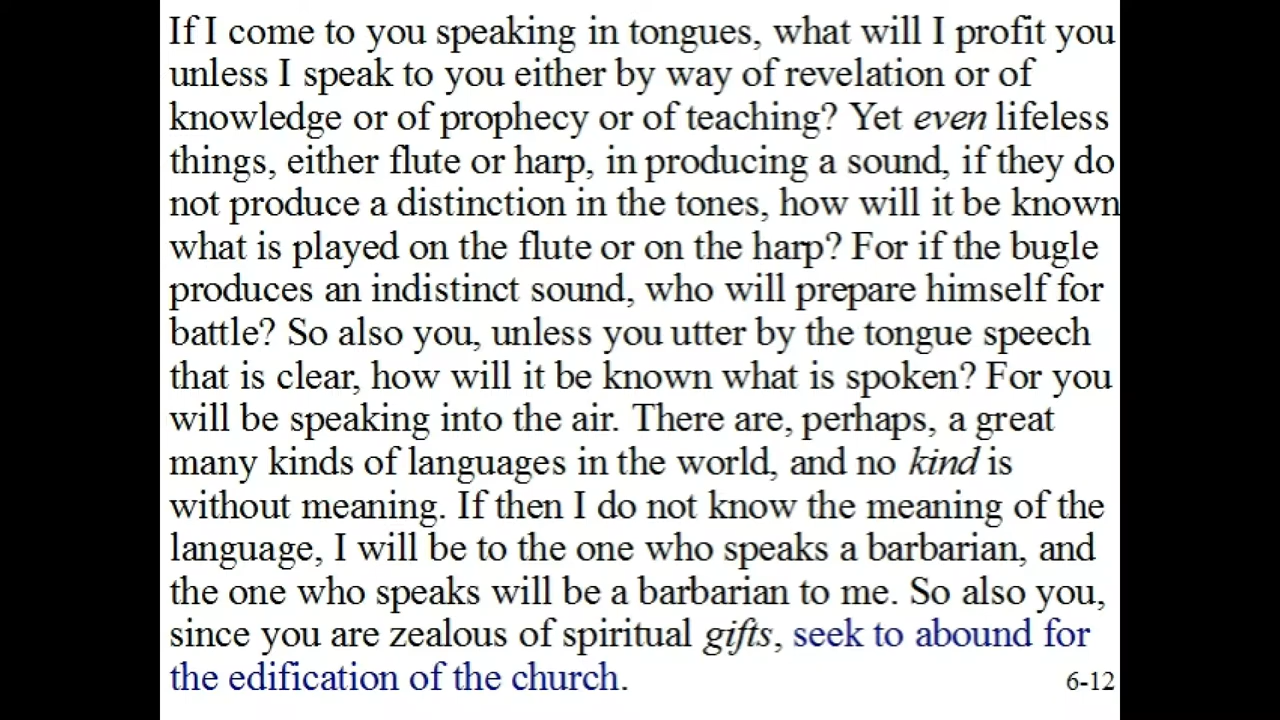 If I come to you speaking in tongues, what will I profit you
unless I speak to you either by way of revelation or of
knowledge or of prophecy or of teaching? Yet even lifeless
things, either flute or harp, in producing a sound, if they do
not produce a distinction in the tones, how will it be known
what is played on the flute or on the harp? For if the bugle
produces an indistinct sound, who will prepare himself for
battle? So also you, unless you utter by the tongue speech
that is clear, how will it be known what is spoken? For you
will be speaking into the air. There are, perhaps, a great
many kinds of languages in the world, and no kind is
without meaning. If then I do not know the meaning of the
language, I will be to the one who speaks a barbarian, and
the one who speaks will be a barbarian to me. So also you,
since you are zealous of spiritual gifts, seek to abound for
the edification of the church. 6-12